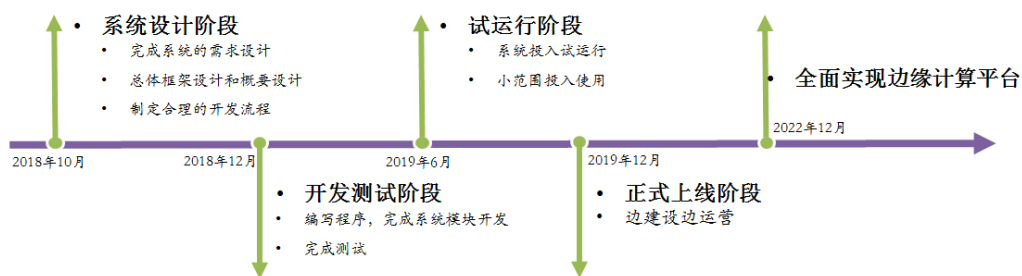 • 系统设计阶段
• 完成系统的需求设计
• 总体框架设计和概要设计
• 制定合理的开发流程
• 试运行阶段
• 系统投入试运行
• 小范围投入使用
• 全面实现边缘计算平台
2018年10月
2018年12月
2019年6月
2019年12月
2022年12月
• 开发测试阶段
• 编写程序，完成系统模块开发
• 完成测试
• 正式上线阶段
• 边建设边运营